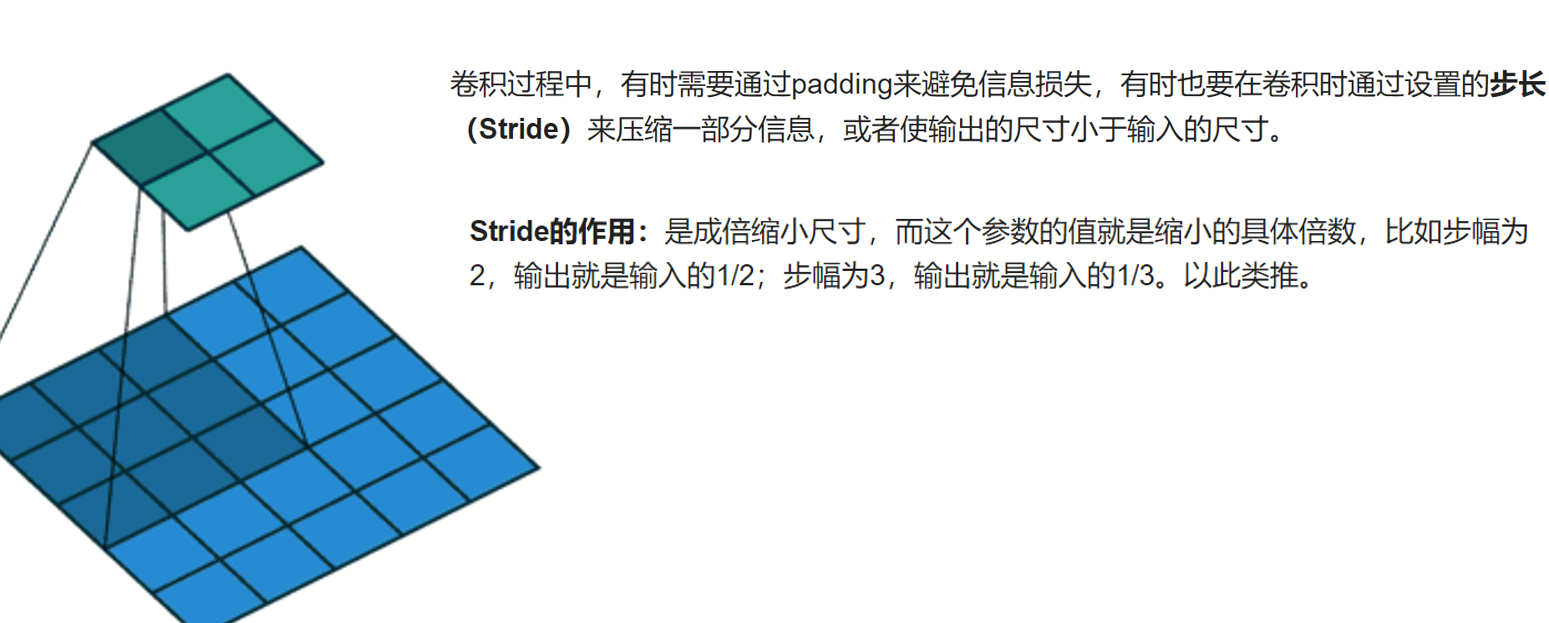 卷积过程中，有时需要通过padding来避免信息损失，有时也要在卷积时通过设置的步长
（Stride）来压缩一部分信息，或者使输出的尺寸小于输入的尺寸。
Stride的作用：是成倍缩小尺寸，而这个参数的值就是缩小的具体倍数，比如步幅为
2，输出就是输入的1/2；步幅为3，输出就是输入的1/3。以此类推。